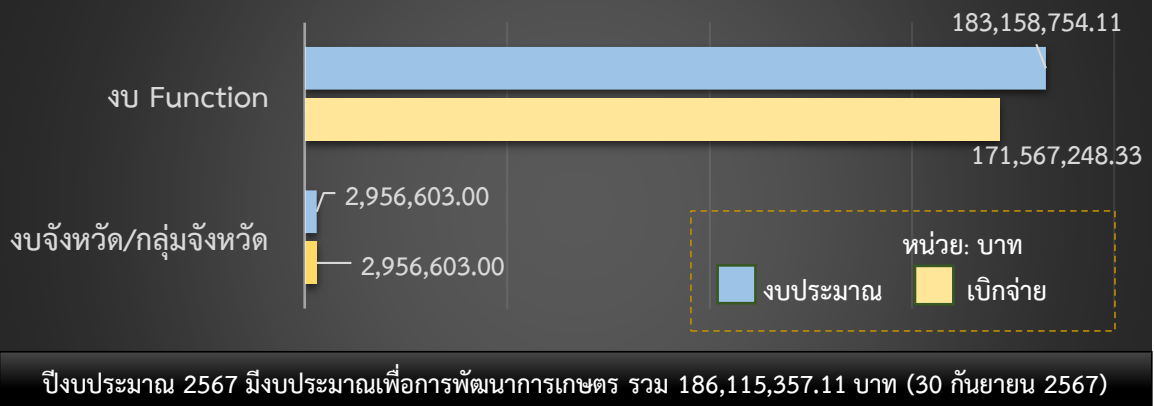 183,158,754.11
งบ Function
171,567,248.33
2,956,603.00
งบจังหวัด/กลุ่มจังหวัด
2,956,603.00
หน่วย: บาท
งบประมาณ เบิกจ่าย
ปีงบประมาณ 2567 มีงบประมาณเพื่อการพัฒนาการเกษตร รวม 186,115,357.11 บาท (30 กันยายน 2567)